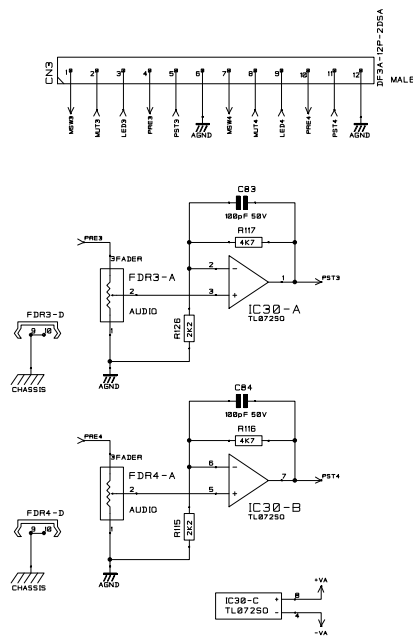 CN3
1 2 3 4 5 6 7 8 9 10 11 12
DF3A-12P-2DSA
MALE
MSW3 MUT3 LED3 PRE3 PST3 AGND MSW4 MUT4 LED4 PRE4 PST4 AGND
C83
100pF 50V
PRE3
R117
4K7
3FADER
FDR3-A
2
2
1
PST3
3
FDR3-D
AUDIO
IC30-A
TL072SO
9 10
R126
2K2
1
CHASSIS
AGND
C84
100pF 50V
PRE4
R116
4K7
3FADER
FDR4-A
6
7
PST4
2
5
FDR4-D
AUDIO
IC30-B
TL072SO
9 10
R115
2K2
1
CHASSIS
AGND
+VA
IC30-C
TL072SO
+ 8
- 4
-VA